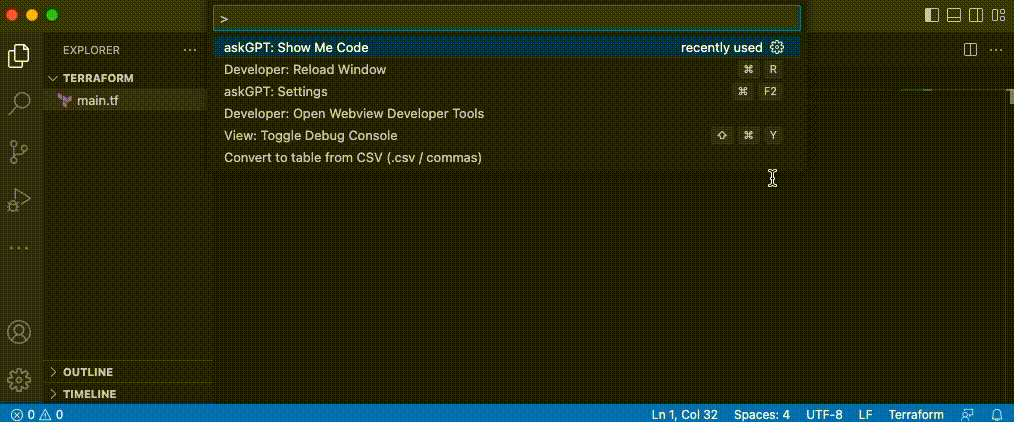 >
askGPT: Show Me Code recently used
Developer: Reload Window ⌘ R
askGPT: Settings ⌘ F2
Developer: Open Webview Developer Tools
View: Toggle Debug Console ⇧ ⌘ Y
Convert to table from CSV (.csv / commas)
EXPLORER ...
TERRAFORM
main.tf
OUTLINE
TIMELINE
0 0 Ln 1, Col 32 Spaces: 4 UTF-8 LF Terraform